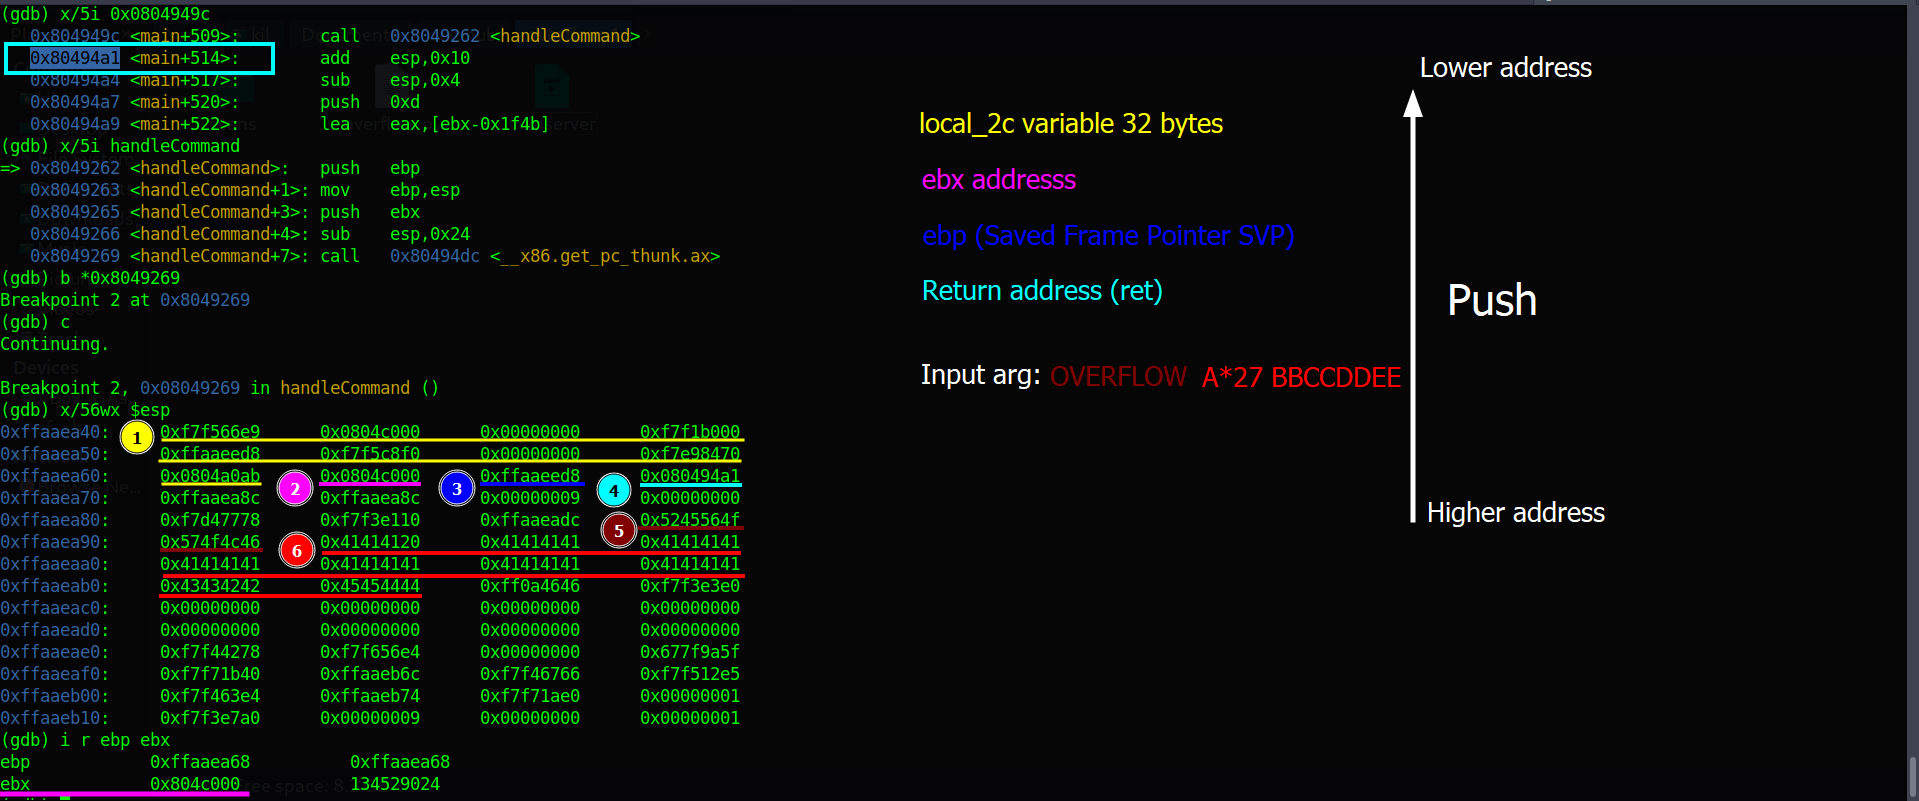 (gdb) x/5i 0x0804949c
0x804949c <main+509>: call 0x8049262 <handleCommand>
0x80494a1 <main+514>: add esp,0x10
0x80494a4 <main+517>: sub esp,0x4
0x80494a7 <main+520>: push 0xd
0x80494a9 <main+522>: lea eax,[ebx-0x1f4b]
(gdb) x/5i handleCommand
=> 0x8049262 <handleCommand>: push ebp
0x8049263 <handleCommand+1>: mov ebp,esp
0x8049265 <handleCommand+3>: push ebx
0x8049266 <handleCommand+4>: sub esp,0x24
0x8049269 <handleCommand+7>: call 0x80494dc <__x86.get_pc_thunk.ax>
(gdb) b *0x8049269
Breakpoint 2 at 0x8049269
(gdb) c
Continuing.
Devices
Breakpoint 2, 0x08049269 in handleCommand ()
(gdb) x/56wx $esp
0xffaaea40: 1 0xf7f566e9 0x0804c000 0x00000000 0xf7f1b000
0xffaaea50: 0xffaaeed8 0xf7f5c8f0 0x00000000 0xf7e98470
0xffaaea60: 0x0804a0ab 2 0x0804c000 3 0xffaaeed8 4 0x080494a1
0xffaaea70: 0xffaaea8c 0xffaaea8c 0x00000009 0x00000000
0xffaaea80: 0xf7d47778 0xf7f3e110 0xffaaeadc 5 0x5245564f
0xffaaea90: 0x574f4c46 6 0x41414120 0x41414141 0x41414141
0xffaaeaa0: 0x41414141 0x41414141 0x41414141 0x41414141
0xffaaeab0: 0x43434242 0x45454444 0xff0a4646 0xf7f3e3e0
0xffaaeac0: 0x00000000 0x00000000 0x00000000 0x00000000
0xffaaead0: 0x00000000 0x00000000 0x00000000 0x00000000
0xffaaeae0: 0xf7f44278 0xf7f656e4 0x00000000 0x677f9a5f
0xffaaeaf0: 0xf7f71b40 0xffaaeb6c 0xf7f46766 0xf7f512e5
0xffaaeb00: 0xf7f463e4 0xffaaeb74 0xf7f71ae0 0x00000001
0xffaaeb10: 0xf7f3e7a0 0x00000009 0x00000000 0x00000001
(gdb) i r ebp ebx
ebp 0xffaaea68 0xffaaea68
ebx 0x804c000 134529024
Lower address
local_2c variable 32 bytes
ebx addresss
ebp (Saved Frame Pointer SVP)
Return address (ret)
Push
Input arg: OVERFLOW A*27 BBCCDDEE
Higher address